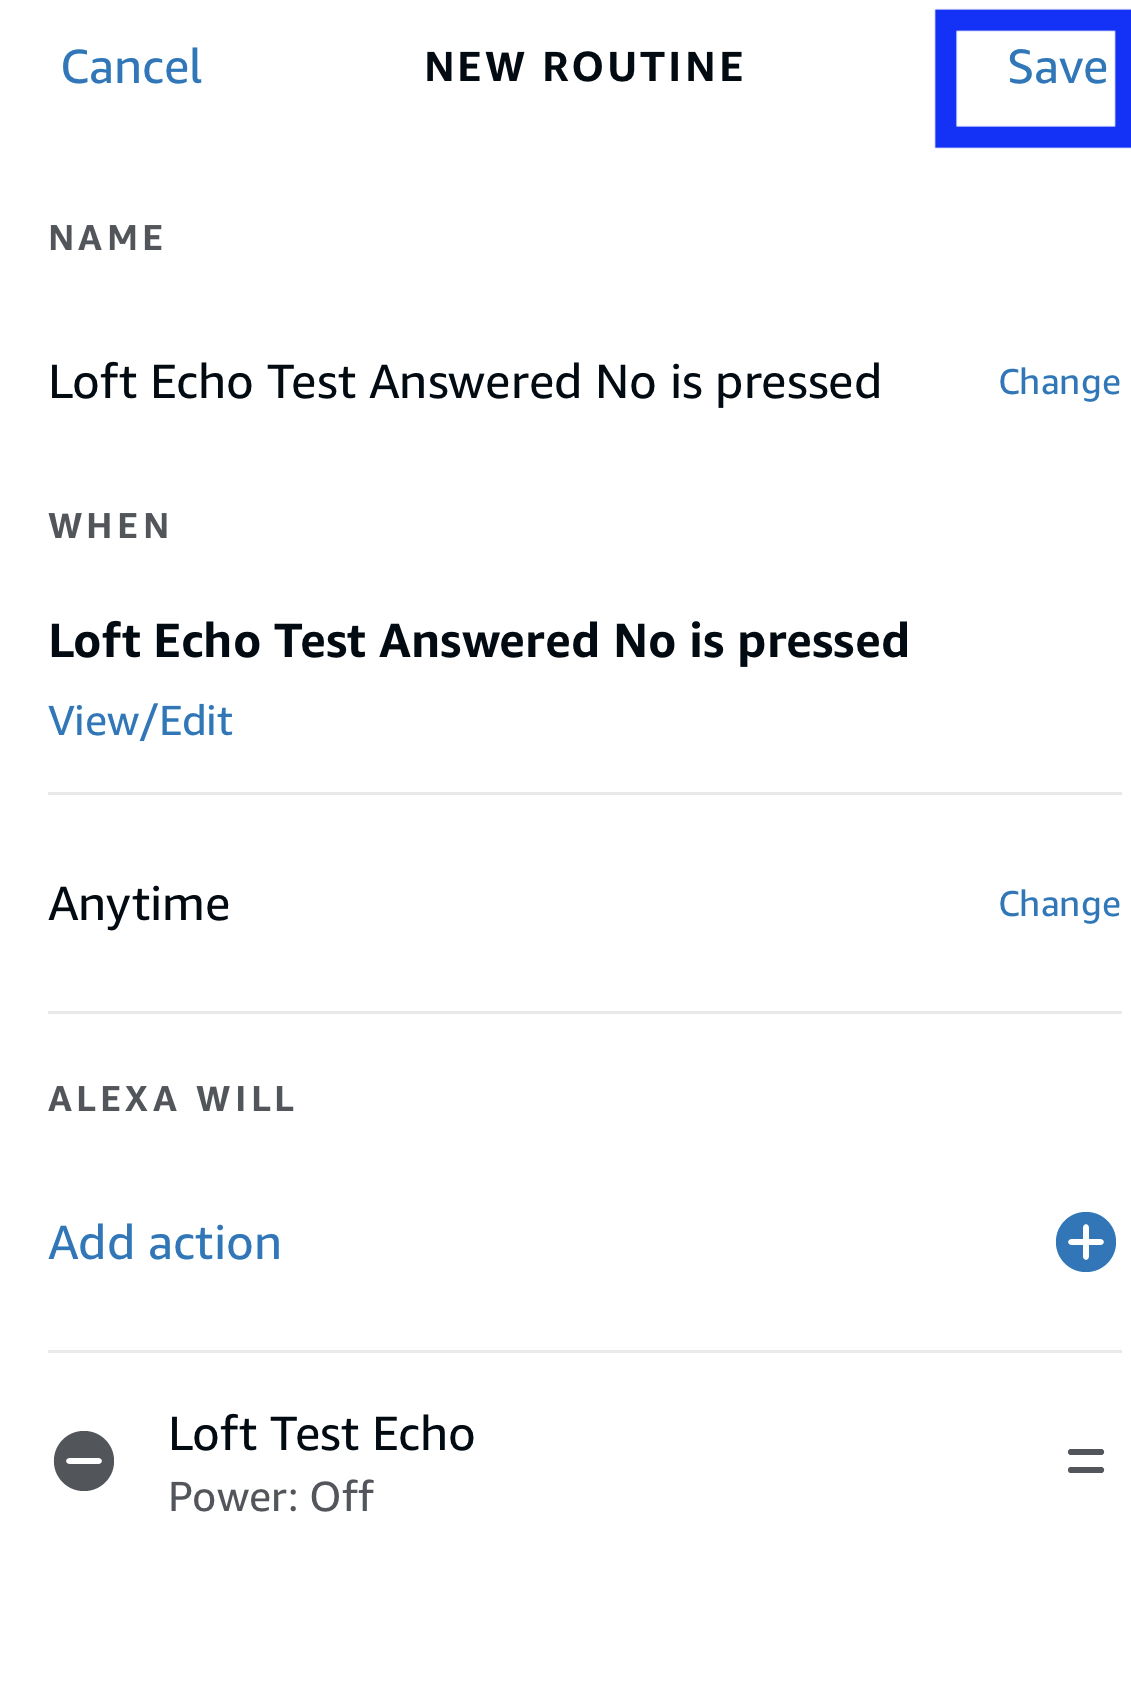 Cancel NEW ROUTINE Save
NAME
Loft Echo Test Answered No is pressed Change
WHEN
Loft Echo Test Answered No is pressed
View/Edit
Anytime Change
ALEXA WILL
Add action
Loft Test Echo
Power: Off